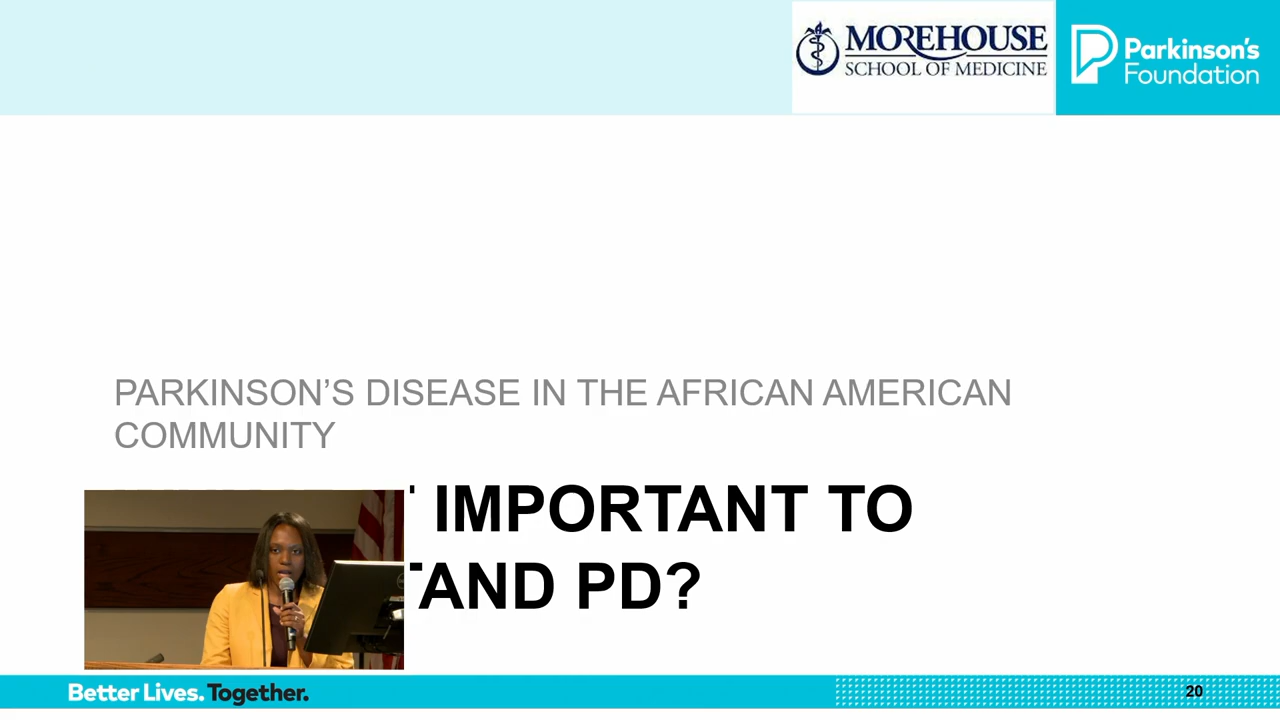 MOREHOUSE
SCHOOL OF MEDICINE
Parkinson's
Foundation
PARKINSON’S DISEASE IN THE AFRICAN AMERICAN
COMMUNITY
IMPORTANT TO
PD?
Better Lives. Together.
20